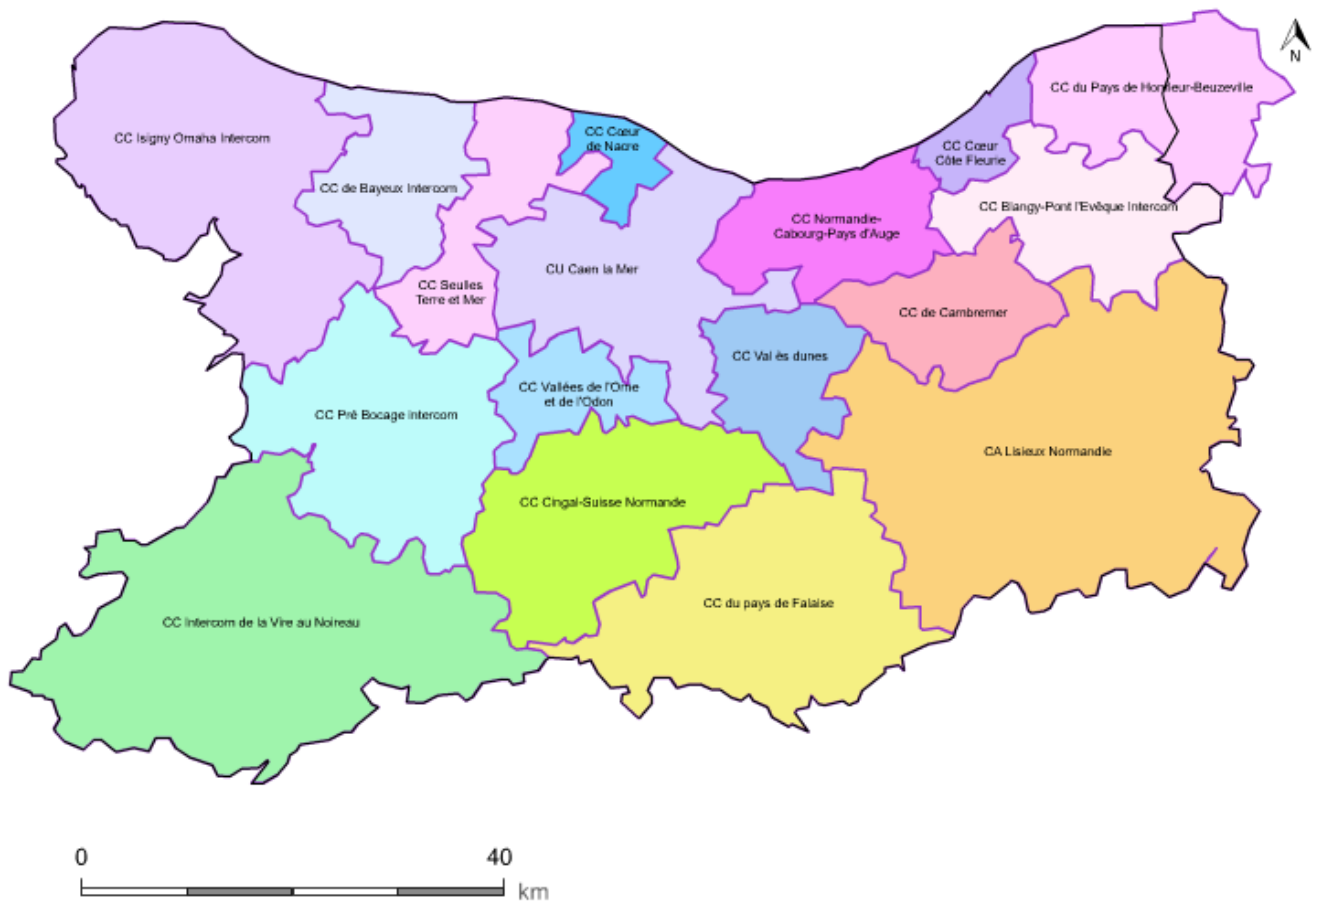 N
CC du Pays de Honfleur-Beuzeville
CC Cœur
de Nacre
CC Isigny Omaha Intercom
CC Cœur
Côte Fleurie
CC de Bayeux Intercom
CC Blangy-Pont l'Evêque Intercom
CC Normandie-
Cabourg-Pays d'Auge
CU Caen la Mer
CC Seulles
Terre et Mer
CC de Cambremer
CC Val ès dunes
CC Vallées de l'Orne
et de l'Odon
CC Pré Bocage Intercom
CA Lisieux Normandie
CC Cingal-Suisse Normande
CC du pays de Falaise
CC Intercom de la Vire au Noireau
0 40
km